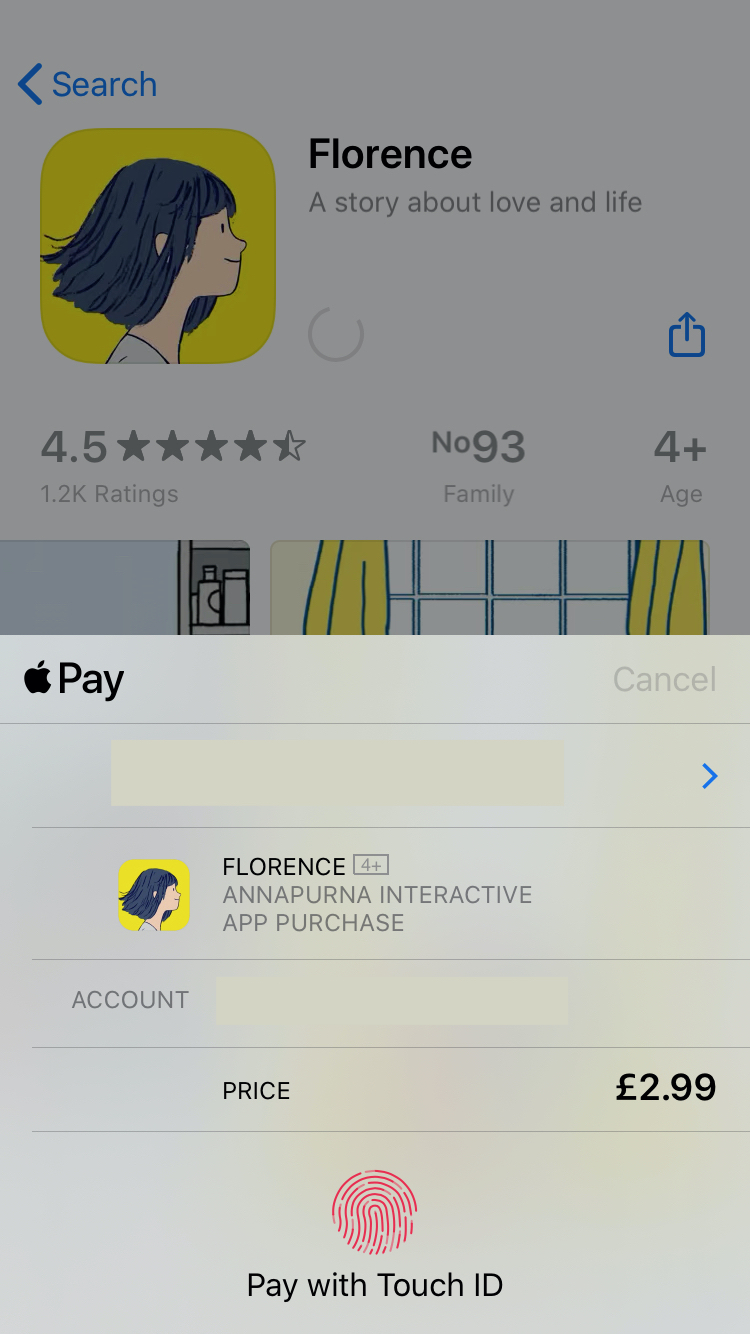 Search
Florence
A story about love and life
4.5
No93
4+
1.2K Ratings
Family
Age
Pay
Cancel
FLORENCE 4+
ANNAPURNA INTERACTIVE
APP PURCHASE
ACCOUNT
PRICE
£2.99
Pay with Touch ID